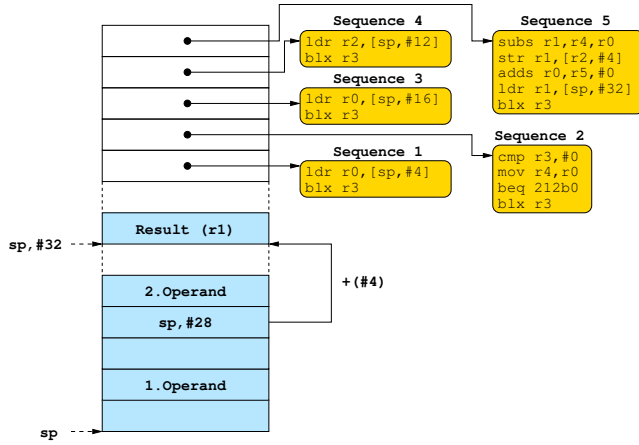 Sequence 4
ldr r2,[sp,#12]
blx r3
Sequence 5
subs r1,r4,r0
str r1,[r2,#4]
adds r0,r5,#0
ldr r1,[sp,#32]
blx r3
Sequence 3
ldr r0,[sp,#16]
blx r3
Sequence 1
ldr r0,[sp,#4]
blx r3
Sequence 2
cmp r3,#0
mov r4,r0
beq 212b0
blx r3
Result (r1)
sp,#32
+(#4)
2.Operand
sp,#28
1.Operand
sp